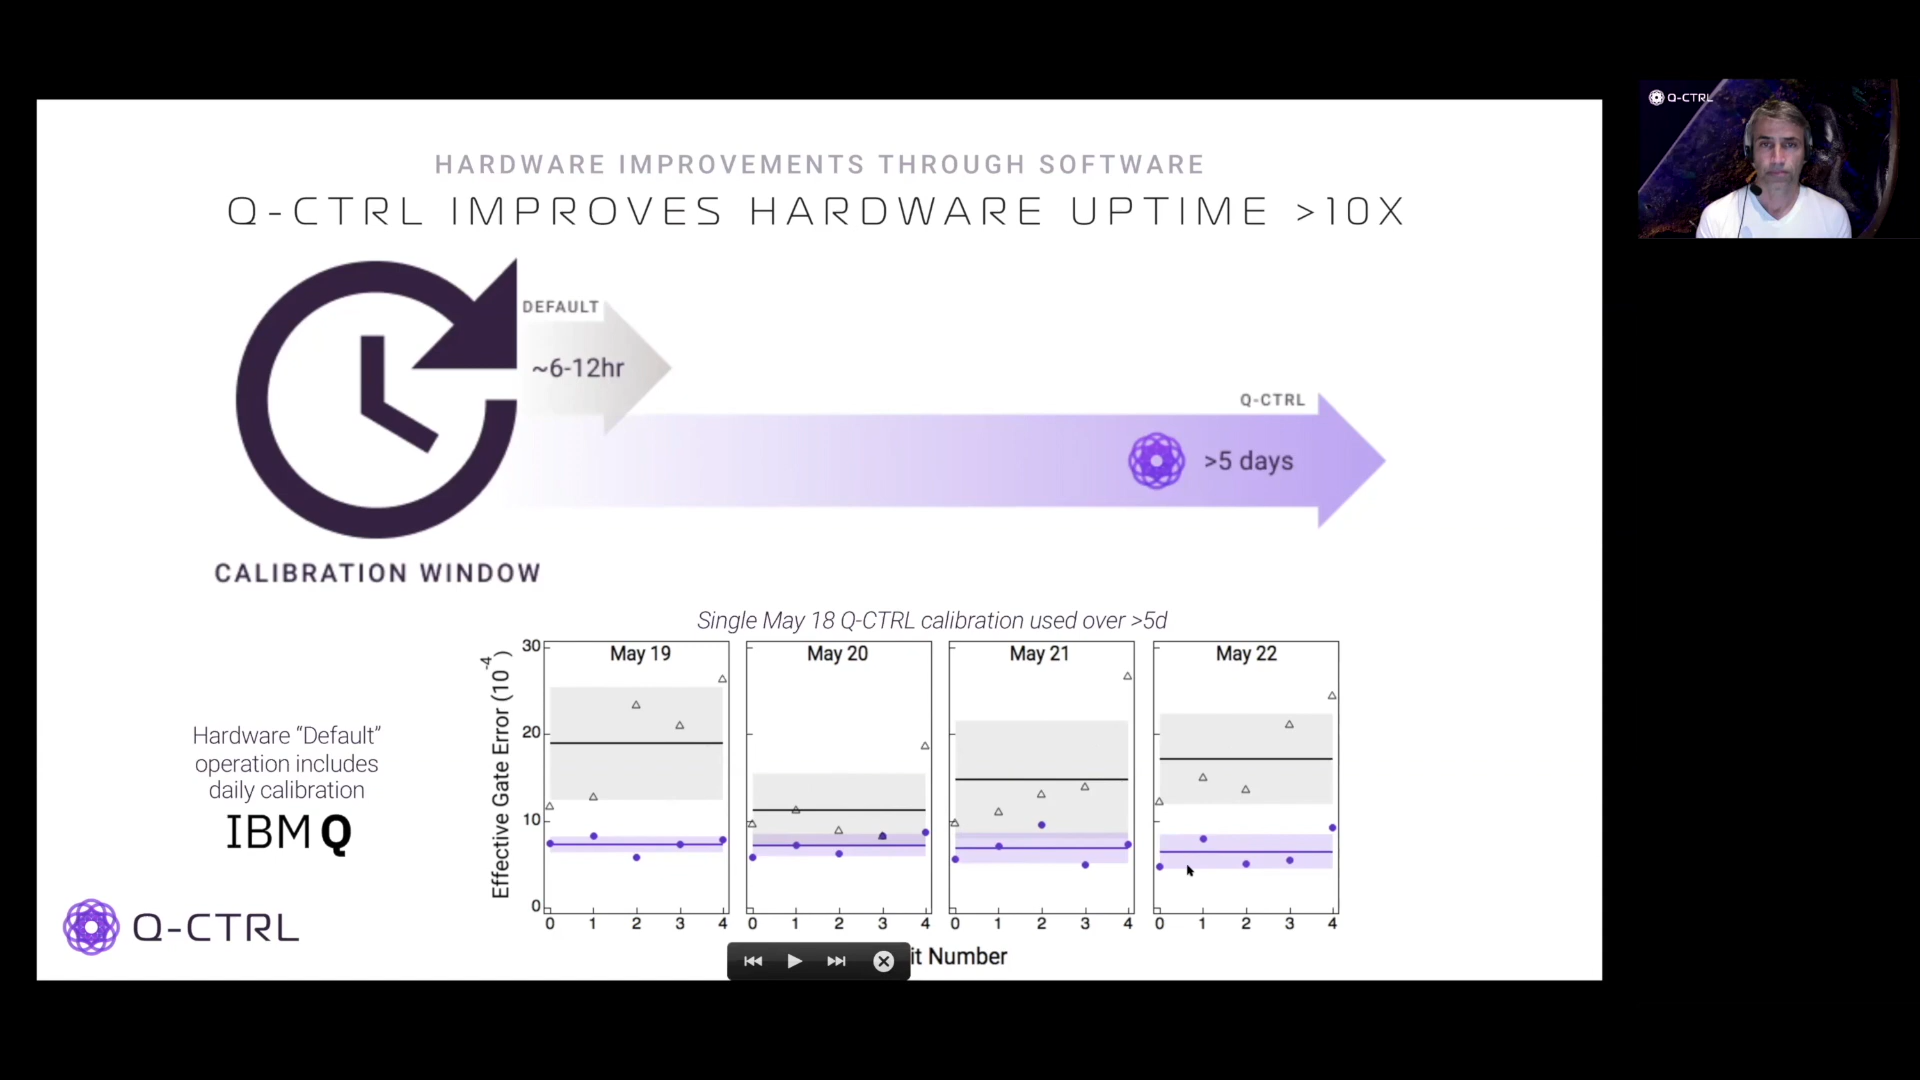 Q-CTRL
HARDWARE IMPROVEMENTS THROUGH SOFTWARE
Q-CTRL IMPROVES HARDWARE UPTIME >10X
DEFAULT
~6-12hr
Q-CTRL
>5 days
CALIBRATION WINDOW
Single May 18 Q-CTRL calibration used over >5d
Effective Gate Error (10-4)
30
20
10
0
May 19
May 20
May 21
May 22
0 1 2 3 4
0 1 2 3 4
0 1 2 3 4
0 1 2 3 4
it Number
Hardware “Default”
operation includes
daily calibration
IBM Q
Q-CTRL